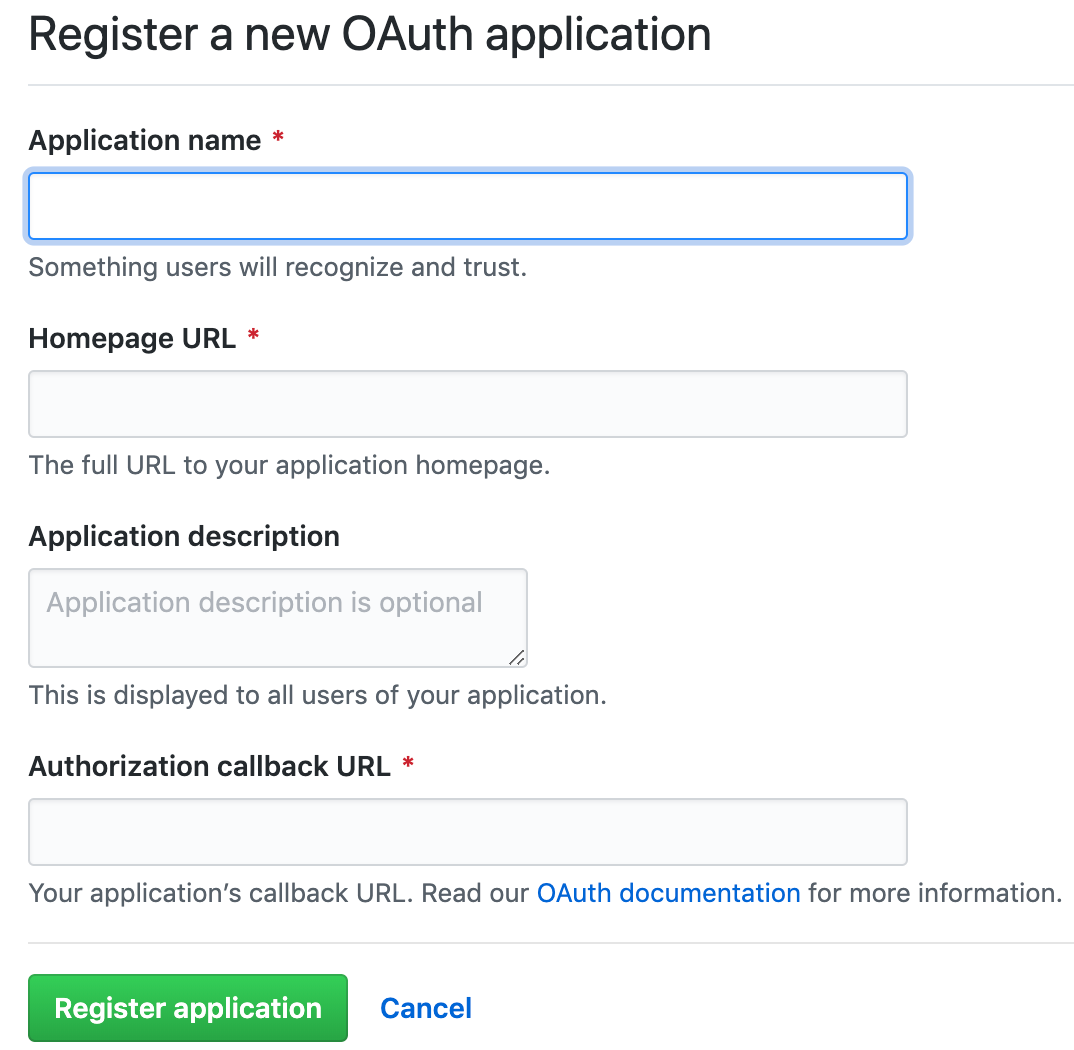 Register a new OAuth application
Application name *
Something users will recognize and trust.
Homepage URL *
The full URL to your application homepage.
Application description
Application description is optional
This is displayed to all users of your application.
Authorization callback URL *
Your application’s callback URL. Read our OAuth documentation for more information.
Register application Cancel